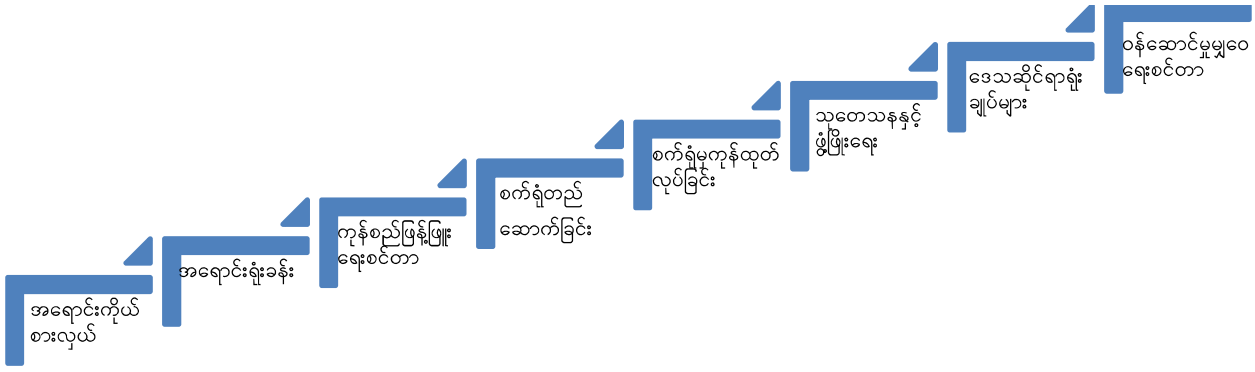 အရောင်းကိုယ်
စားလှယ်
အရောင်းရုံးခန်း
ကုန်စည်ဖြန့်ဖြူး
ရေးစင်တာ
စက်ရုံတည်
ဆောက်ခြင်း
စက်ရုံမှကုန်ထုတ်
လုပ်ခြင်း
သုတေသနနှင့်
ဖွံ့ဖြိုးရေး
ဒေသဆိုင်ရာရုံး
ချုပ်များ
ဝန်ဆောင်မှုမျှဝေ
ရေးစင်တာ